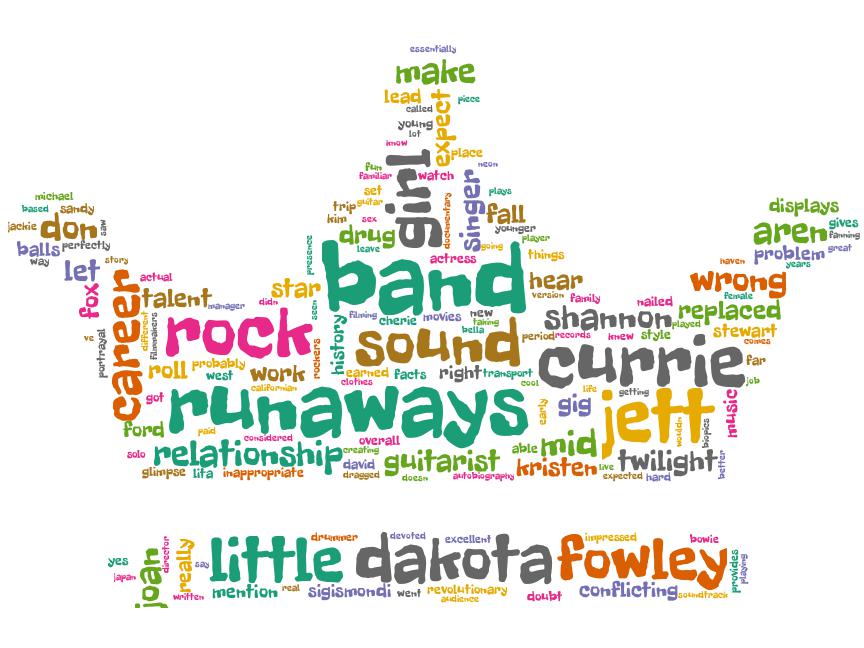 essentially
make
lead
called
expect
piece
young
lot
know
girl
place
fun
familiar
watch
neon
set
guitar
singer
plays
documentary
trip
kim
sex
fall
younger
drug
leave
going
player
michael
based
sandy
jackie
don
saw
balls
perfectly
way
let
story
displays
aren
gives
fanning
problem
great
years
presence
actress
things
band
hear
version
family
haven
wrong
female
fox
career
actual
talent
manager
didn
star
seen
nailed
shannon
replaced
played
ve
portrayal
different
filmmakers
rock
rockers
history
filming
cherie
movies
new
taking
bella
sound
period
records
knew
style
stewart
comes
currie
far
job
roll
probably
west
work
californian
earned
facts
right
transport
clothes
cool
life
getting
got
runaways
early
gig
jett
wouldn
biopics
music
ford
paid
considered
overall
able
mid
solo
relationship
creating
guitarist
kristen
live
twilight
better
glimpse
lita
inappropriate
david
dragged
doesn
autobiography
expected
hard
yes
japan
joan
director
really
say
written
little
drummer
devoted
excellent
dakota
impressed
fowley
bowie
provides
playing
mention
real
sigismondi
went
revolutionary
audience
doubt
conflicting
soundtrack